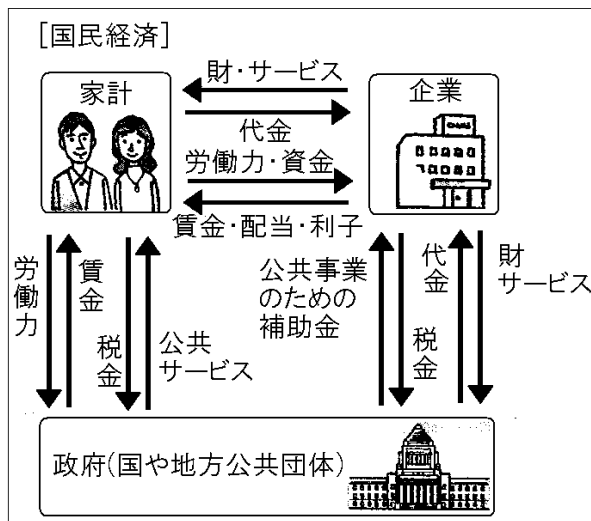 [国民経済]
財・サービス
家計
企業
代金
労働力・資金
賃金・配当・利子
労働力
賃金
税金
公共
サービス
公共事業
のための
補助金
税金
代金
財
サービス
政府(国や地方公共団体)